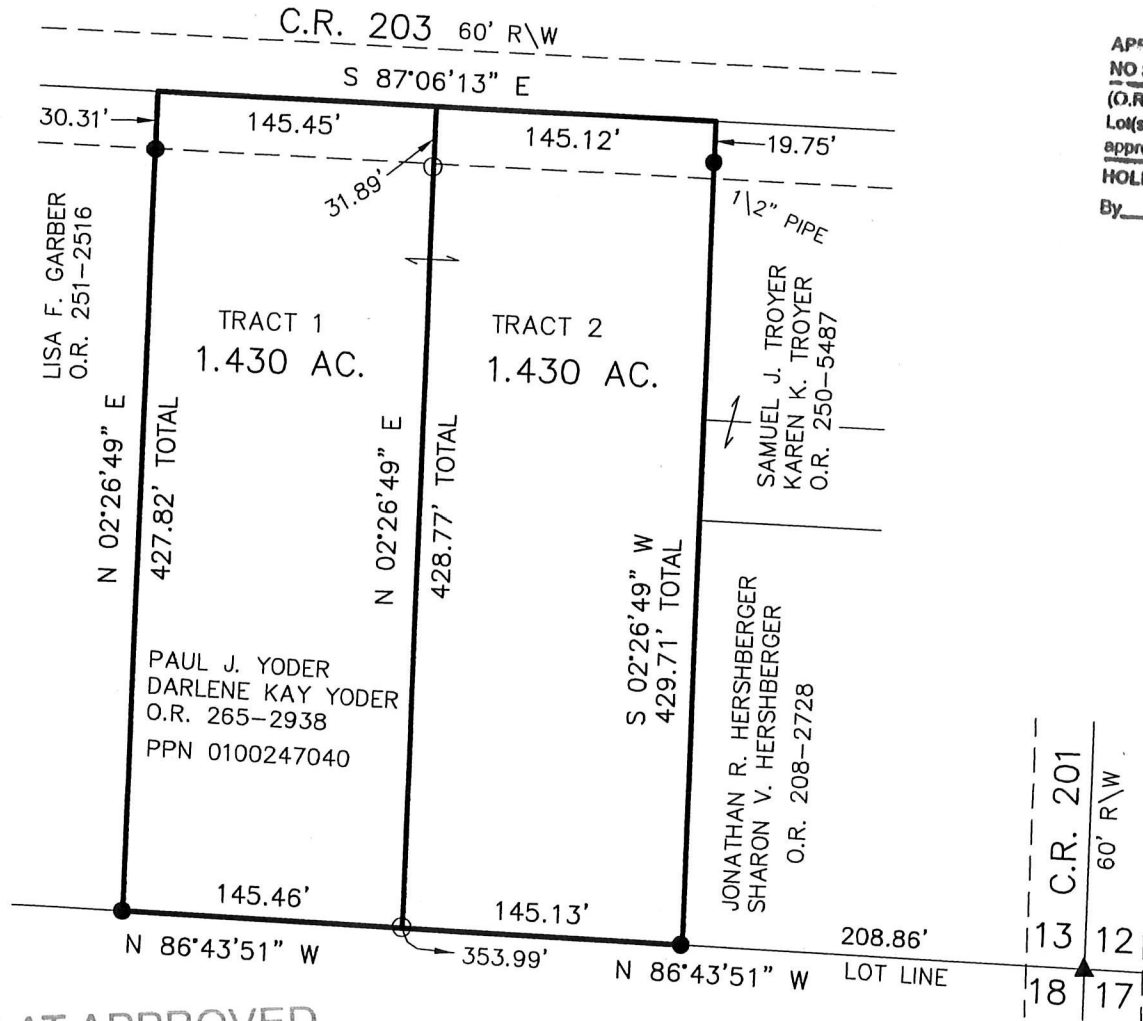 C.R. 203 60' R\W
S 87°06'13" E
30.31'
145.45'
145.12'
19.75'
31.89'
1\2" PIPE
LISA F. GARBER
O.R. 251-2516
TRACT 1
1.430 AC.
TRACT 2
1.430 AC.
SAMUEL J. TROYER
KAREN K. TROYER
O.R. 250-5487
N 02°26'49" E
427.82' TOTAL
N 02°26'49" E
428.77' TOTAL
S 02°26'49" W
429.71' TOTAL
PAUL J. YODER
DARLENE KAY YODER
O.R. 265-2938
PPN 0100247040
JONATHAN R. HERSHBERGER
SHARON V. HERSHBERGER
O.R. 208-2728
C.R. 201
60' R\W
145.46'
145.13'
208.86'
13 12
N 86°43'51" W
353.99'
N 86°43'51" W
LOT LINE
18 17
NO
(O.R
Lot(s
By
APPROVED